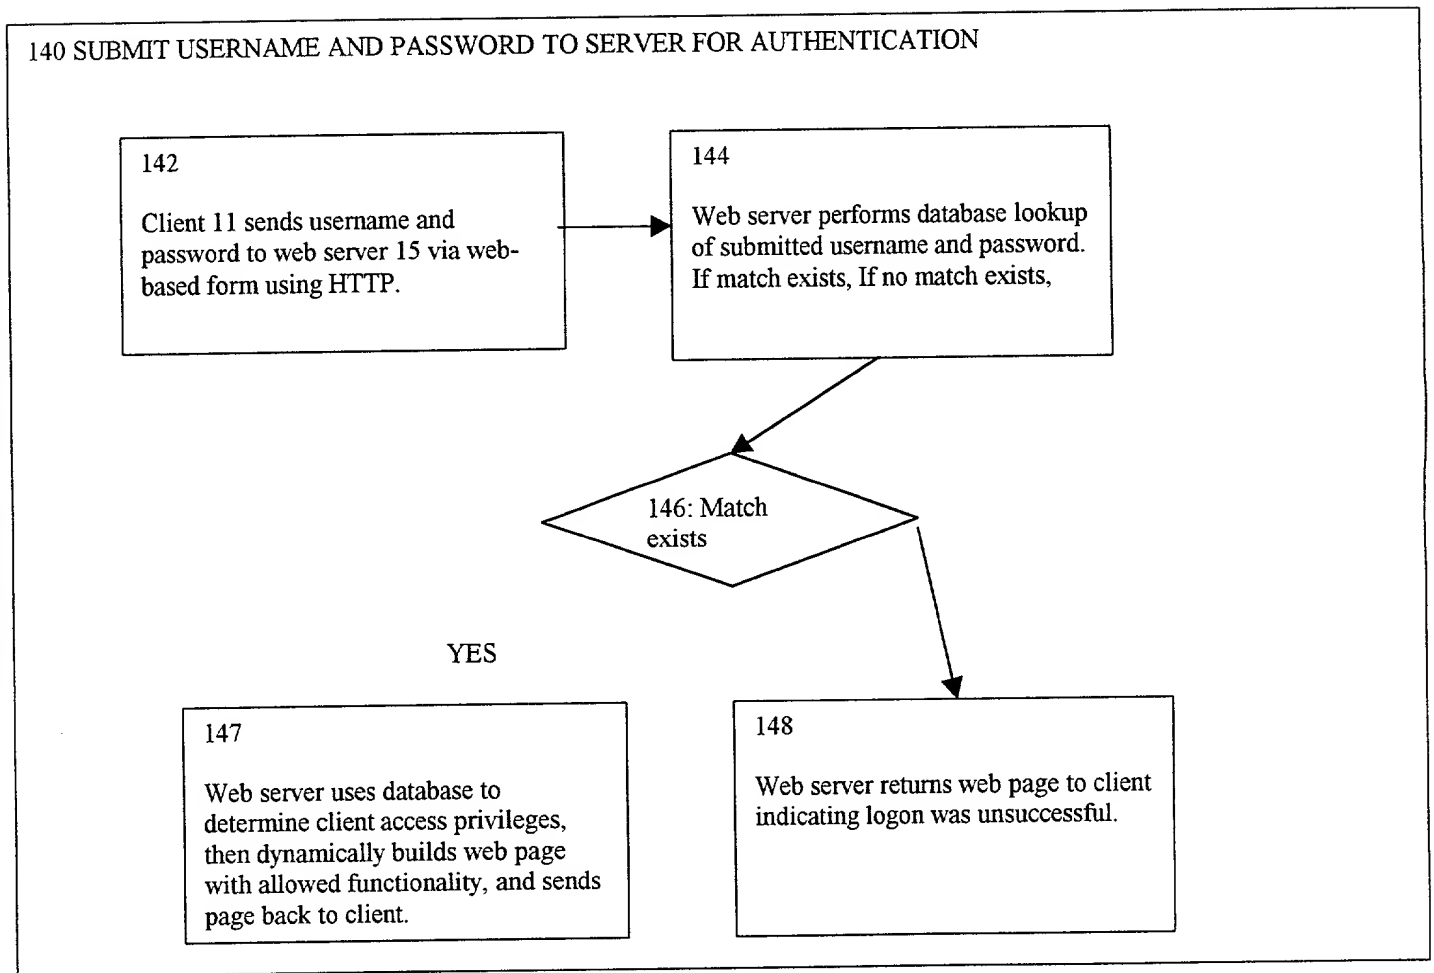 140 SUBMIT USERNAME AND PASSWORD TO SERVER FOR AUTHENTICATION
142
Client 11 sends username and
password to web server 15 via web-
based form using HTTP.
144
Web server performs database lookup
of submitted username and password.
If match exists, If no match exists,
146: Match
exists
YES
147
Web server uses database to
determine client access privileges,
then dynamically builds web page
with allowed functionality, and sends
page back to client.
148
Web server returns web page to client
indicating logon was unsuccessful.